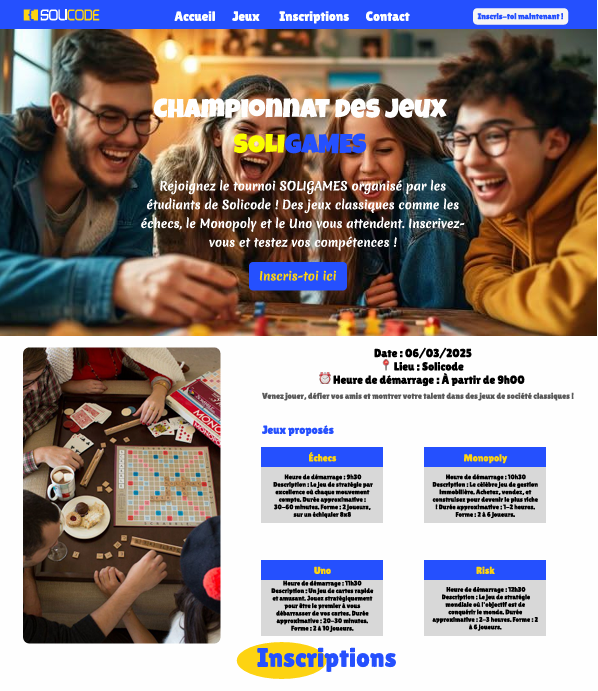 SOLICODE
Accueil Jeux Inscriptions Contact
Inscris-toi maintenant !
Championnat des Jeux
SOLIGAMES
Rejoignez le tournoi SOLIGAMES organisé par les
étudiants de Solicode ! Des jeux classiques comme les
échecs, le Monopoly et le Uno vous attendent. Inscrivez-
vous et testez vos compétences !
Inscris-toi ici
Date : 06/03/2025
Lieu : Solicode
Heure de démarrage : À partir de 9h00
Venez jouer, défier vos amis et montrer votre talent dans des jeux de société classiques !
Jeux proposés
Échecs
Heure de démarrage : 9h30
Description : Le jeu de stratégie par
excellence où chaque mouvement
compte. Durée approximative :
30-60 minutes. Forme : 2 joueurs,
sur un échiquier 8x8
Monopoly
Heure de démarrage : 10h30
Description : Le célèbre jeu de gestion
immobilière. Achetez, vendez, et
construisez pour devenir le plus riche
! Durée approximative : 1-2 heures.
Forme : 2 à 6 joueurs.
Uno
Heure de démarrage : 11h30
Description : Un jeu de cartes rapide
et amusant. Jouez stratégiquement
pour être le premier à vous
débarrasser de vos cartes. Durée
approximative : 20-30 minutes.
Forme : 2 à 10 joueurs.
Risk
Heure de démarrage : 12h30
Description : Le jeu de stratégie
mondiale où l'objectif est de
conquérir le monde. Durée
approximative : 2-3 heures. Forme : 2
à 6 joueurs.
Inscriptions